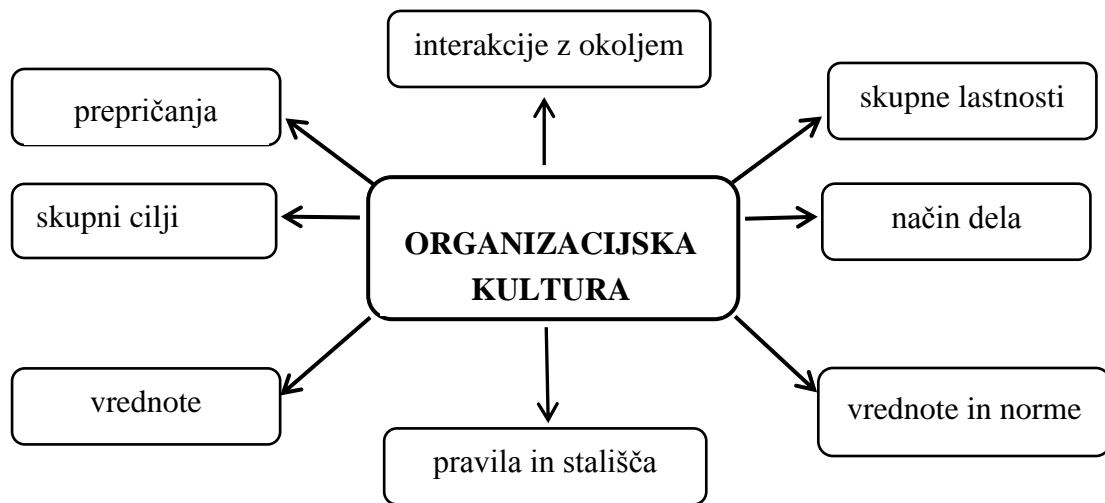 interakcije z okoljem
prepričanja
skupne lastnosti
skupni cilji
način dela
ORGANIZACIJSKA
KULTURA
vrednote
vrednote in norme
pravila in stališča